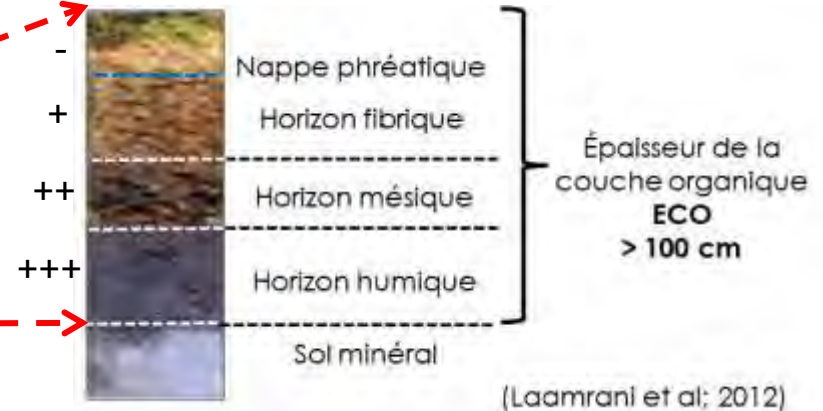 -
Nappe phréatique
+
Horizon fibrique
++
Horizon mésique
+++
Horizon humique
Sol minéral
Épaisseur de la
couche organique
ECO
> 100 cm
(Laamrani et al; 2012)